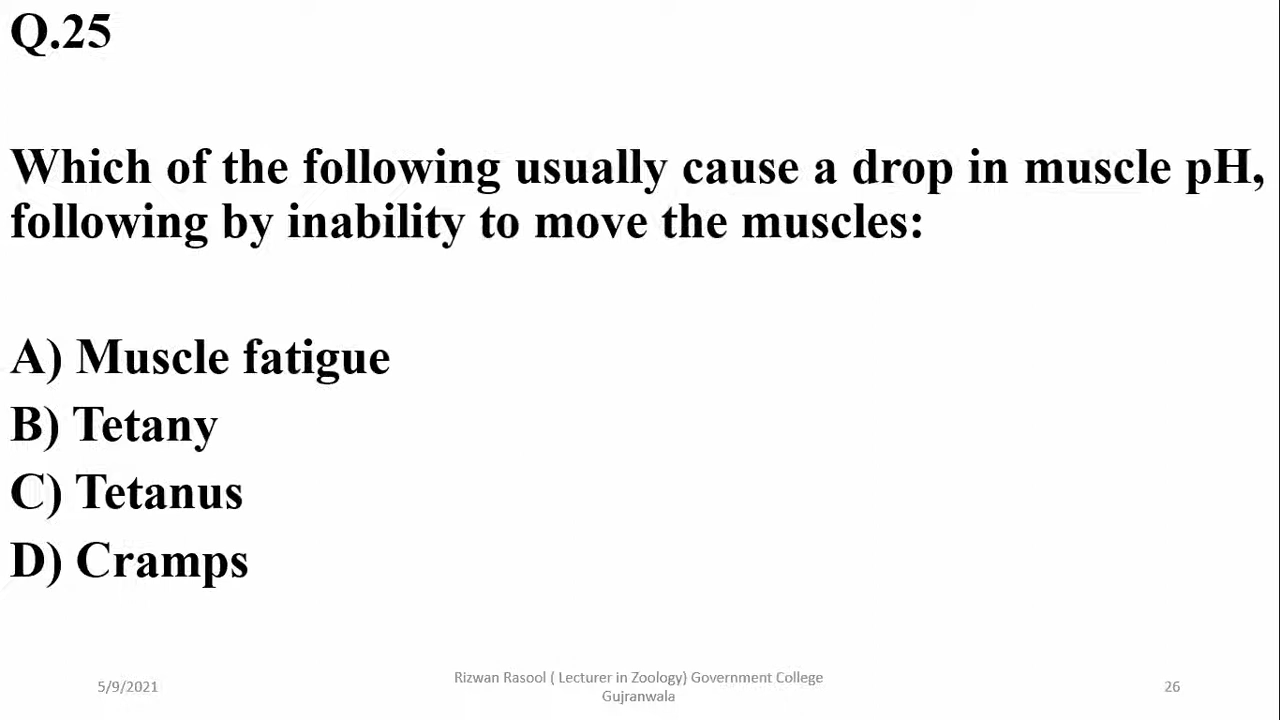 Q.25
Which of the following usually cause a drop in muscle pH,
following by inability to move the muscles:
A) Muscle fatigue
B) Tetany
C) Tetanus
D) Cramps
5/9/2021
Rizwan Rasool ( Lecturer in Zoology) Government College
Gujranwala
26